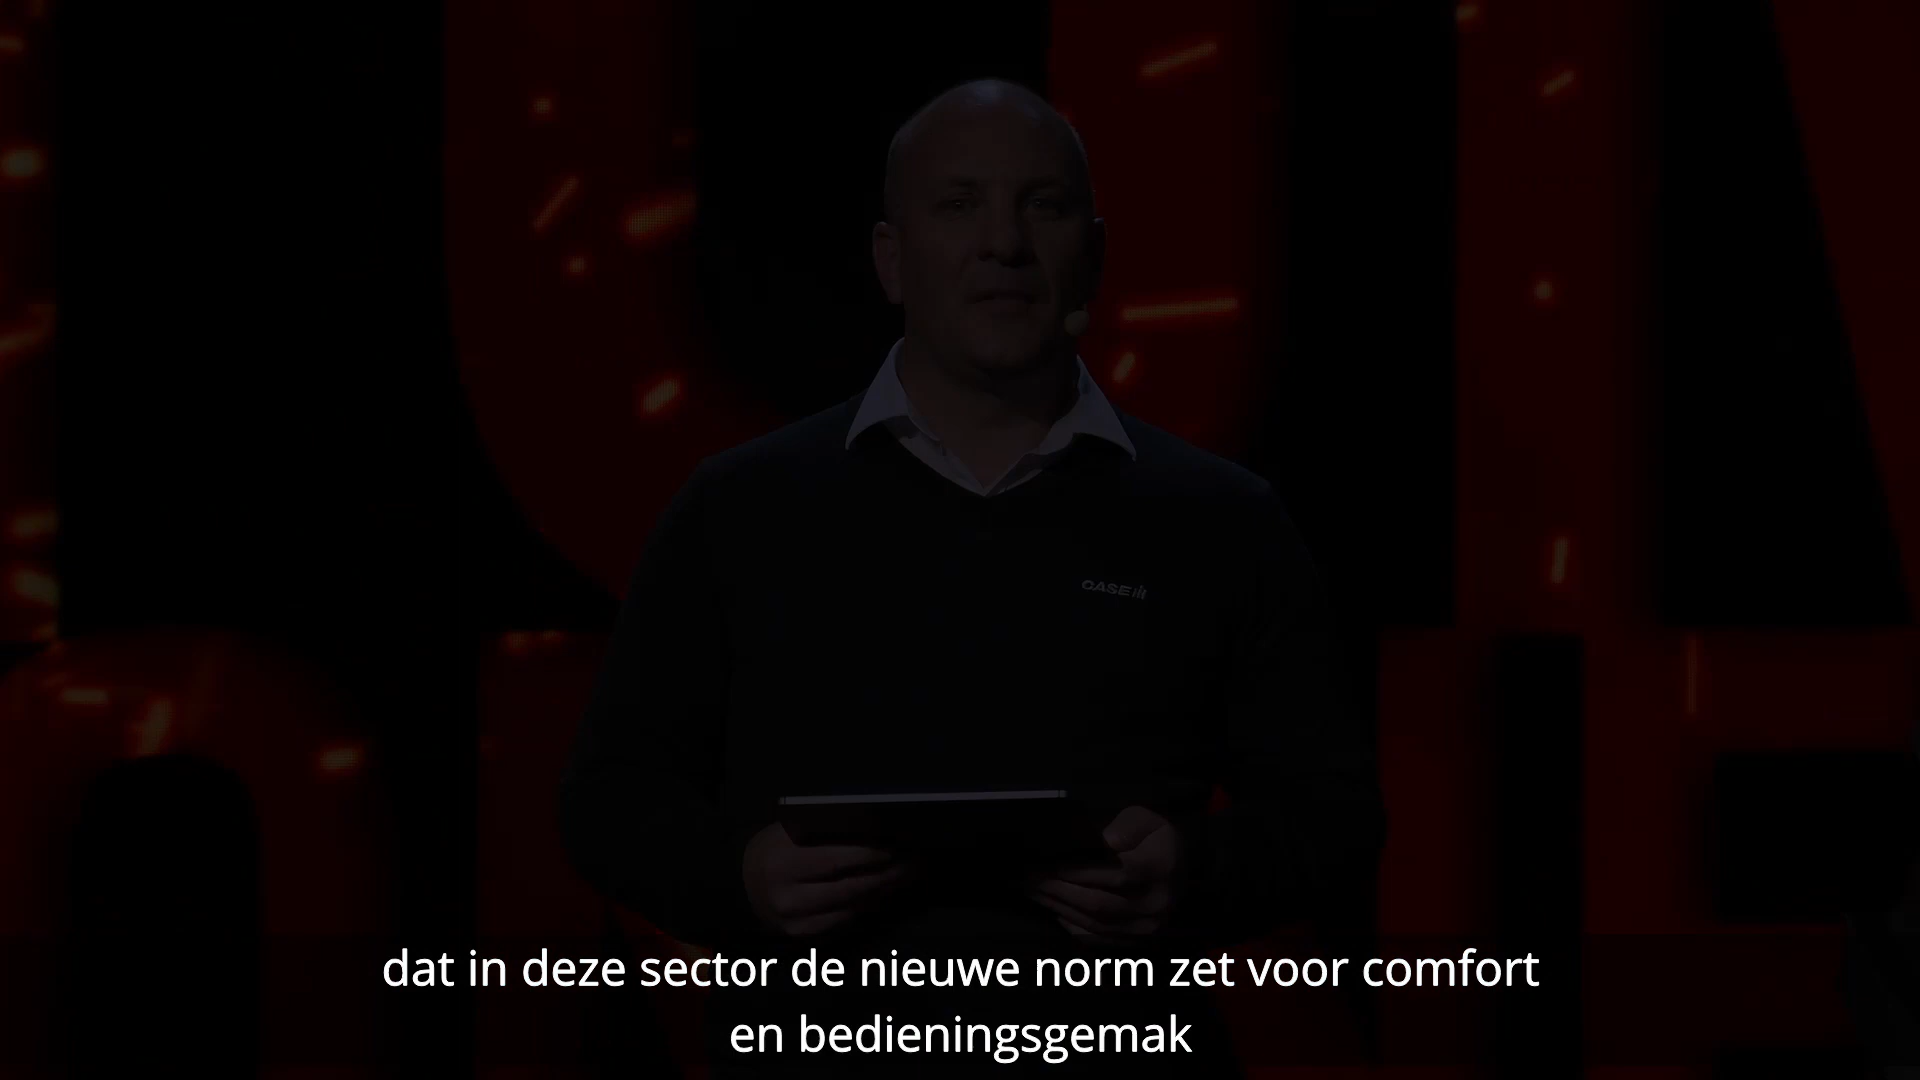 CASE IH
dat in deze sector de nieuwe norm zet voor comfort
en bedieningsgemak